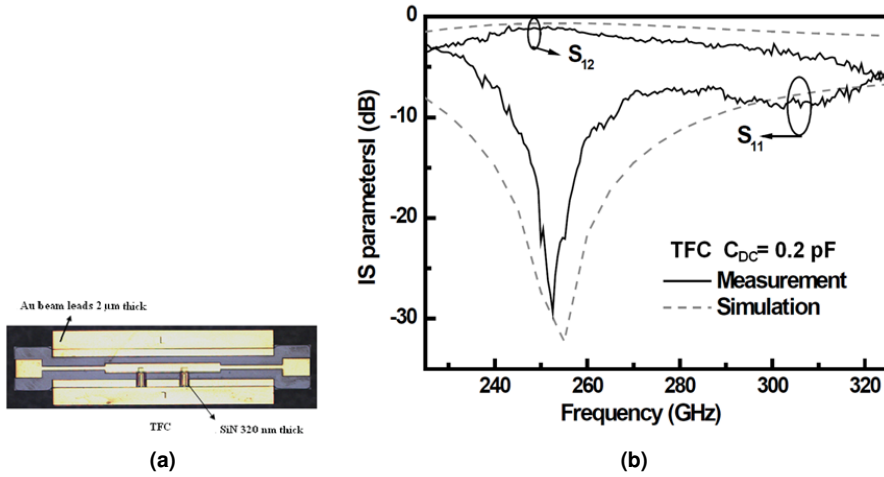 Au beam leads 2 μm thick
TFC
SiN 320 nm thick
(a)
0
-10
-20
-30
IS parametersI (dB)
S12
S11
TFC CDC= 0.2 pF
Measurement
Simulation
240
260
280
300
320
Frequency (GHz)
(b)